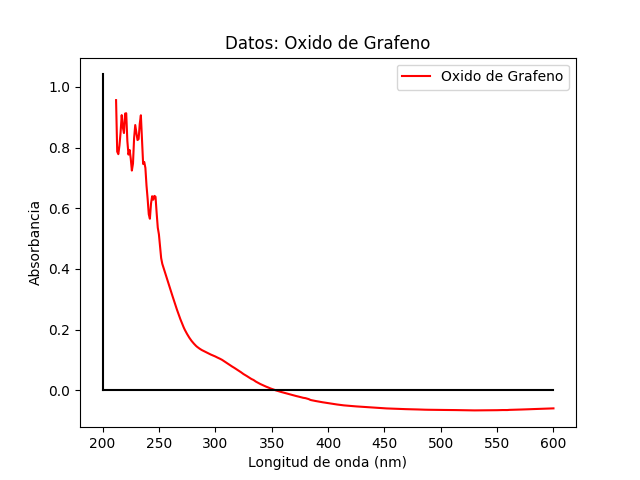 Datos: Oxido de Grafeno
Oxido de Grafeno
Absorbancia
1.0
0.8
0.6
0.4
0.2
0.0
200 250 300 350 400 450 500 550 600
Longitud de onda (nm)